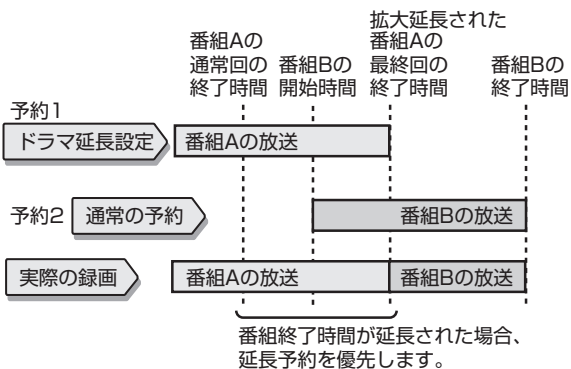 拡大延長された
番組Aの 番組Aの
通常回の 番組Bの 最終回の 番組Bの
終了時間 開始時間 終了時間 終了時間
予約1
ドラマ延長設定 番組Aの放送
予約2 通常の予約 番組Bの放送
実際の録画 番組Aの放送 番組Bの放送
番組終了時間が延長された場合、
延長予約を優先します。